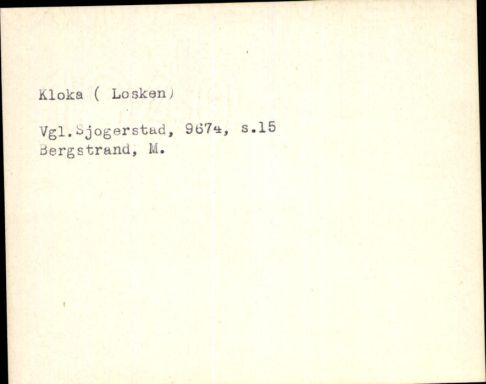 Kloka ( Losken)
Vgl.Sjogerstad, 9674, s.15
Bergstrand, M.